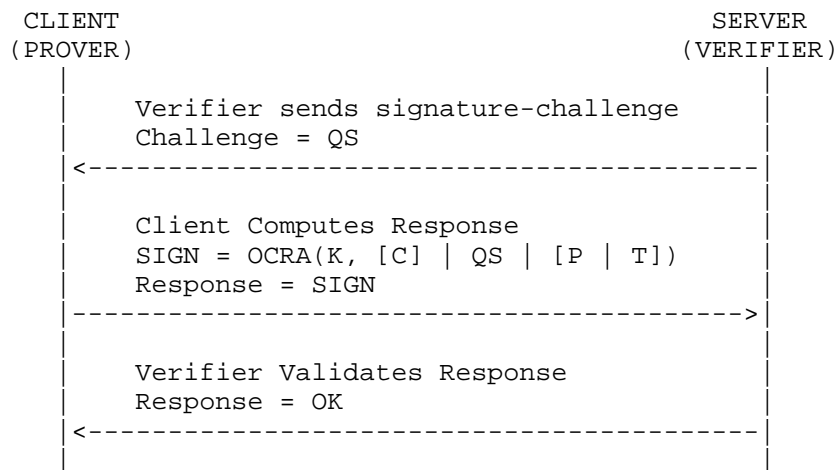 CLIENT SERVER
(PROVER) (VERIFIER)
Verifier sends signature-challenge
Challenge = QS
Client Computes Response
SIGN = OCRA(K, [C] | QS | [P | T])
Response = SIGN
Verifier Validates Response
Response = OK